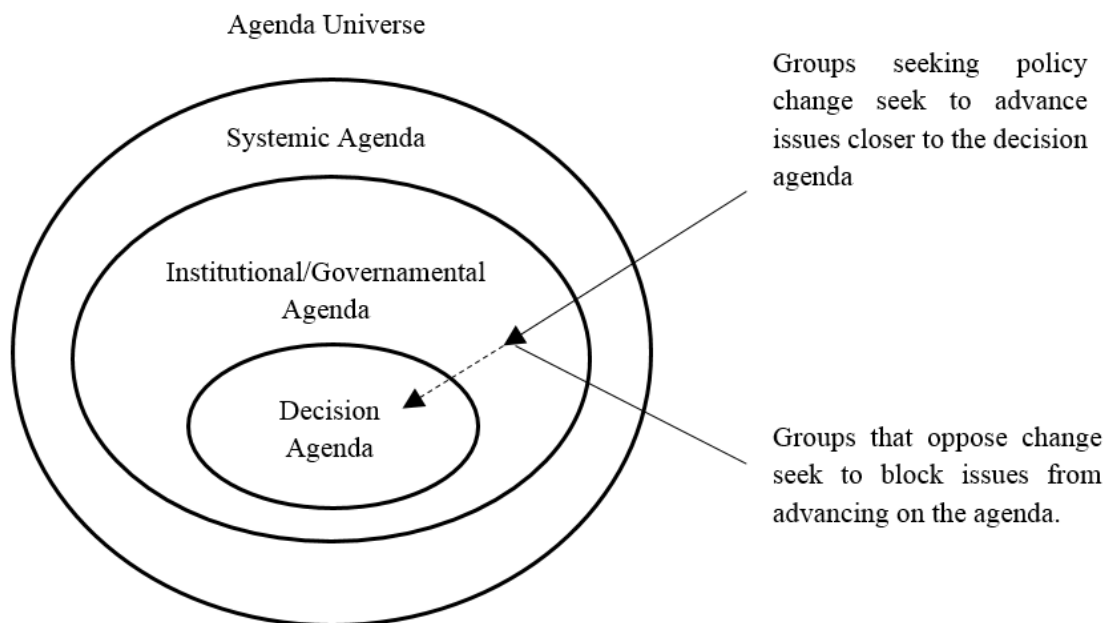 Agenda Universe
Systemic Agenda
Institutional/Governamental
Agenda
Decision
Agenda
Groups seeking policy
change seek to advance
issues closer to the decision
agenda
Groups that oppose change
seek to block issues from
advancing on the agenda.